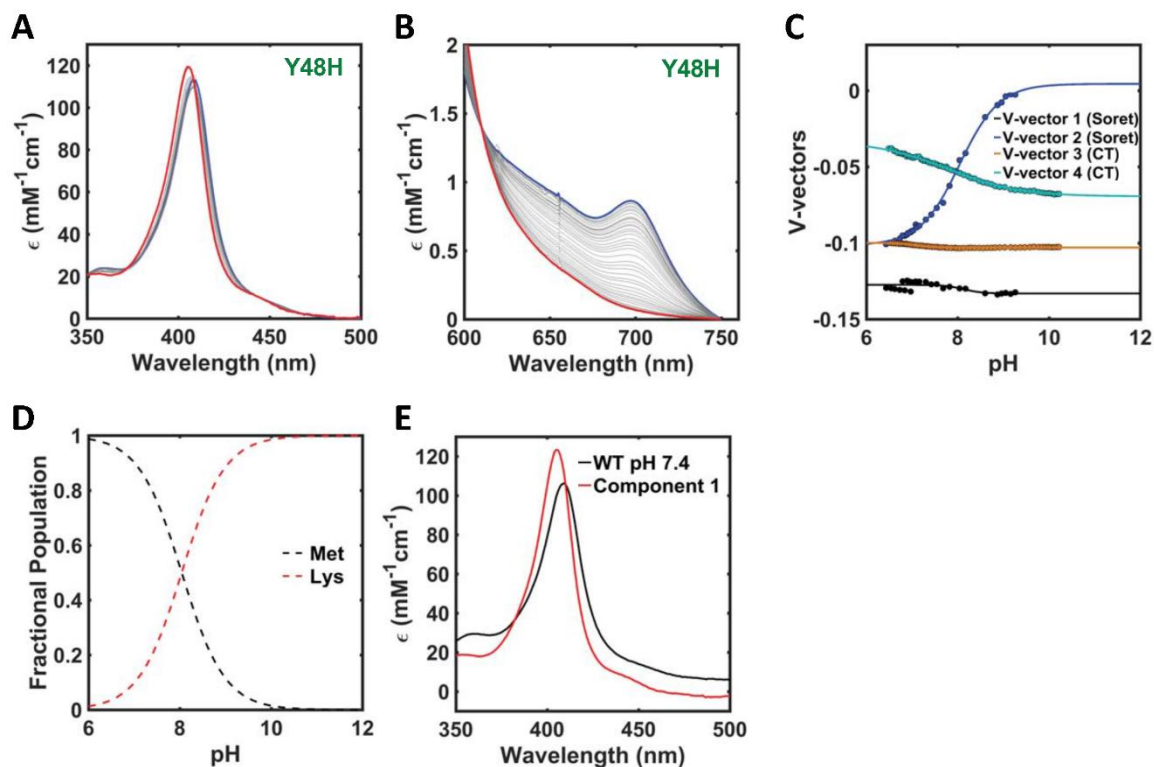 A
Y48H
ϵ (mM⁻¹cm⁻¹)
120
100
80
60
40
20
0
350
400
450
500
Wavelength (nm)
B
Y48H
ϵ (mM⁻¹cm⁻¹)
2
1.5
1
0.5
0
600
650
700
750
Wavelength (nm)
C
V-vectors
0
-0.05
-0.1
-0.15
V-vector 1 (Soret)
V-vector 2 (Soret)
V-vector 3 (CT)
V-vector 4 (CT)
6
8
10
12
pH
D
Fractional Population
1
0.8
0.6
0.4
0.2
0
Met
Lys
6
8
10
12
pH
E
ϵ (mM⁻¹cm⁻¹)
120
100
80
60
40
20
0
WT pH 7.4
Component 1
350
400
450
500
Wavelength (nm)